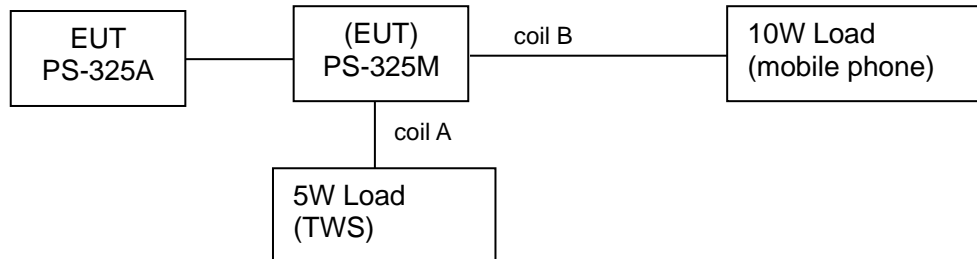 EUT
PS-325A
(EUT)
PS-325M
coil B
10W Load
(mobile phone)
coil A
5W Load
(TWS)